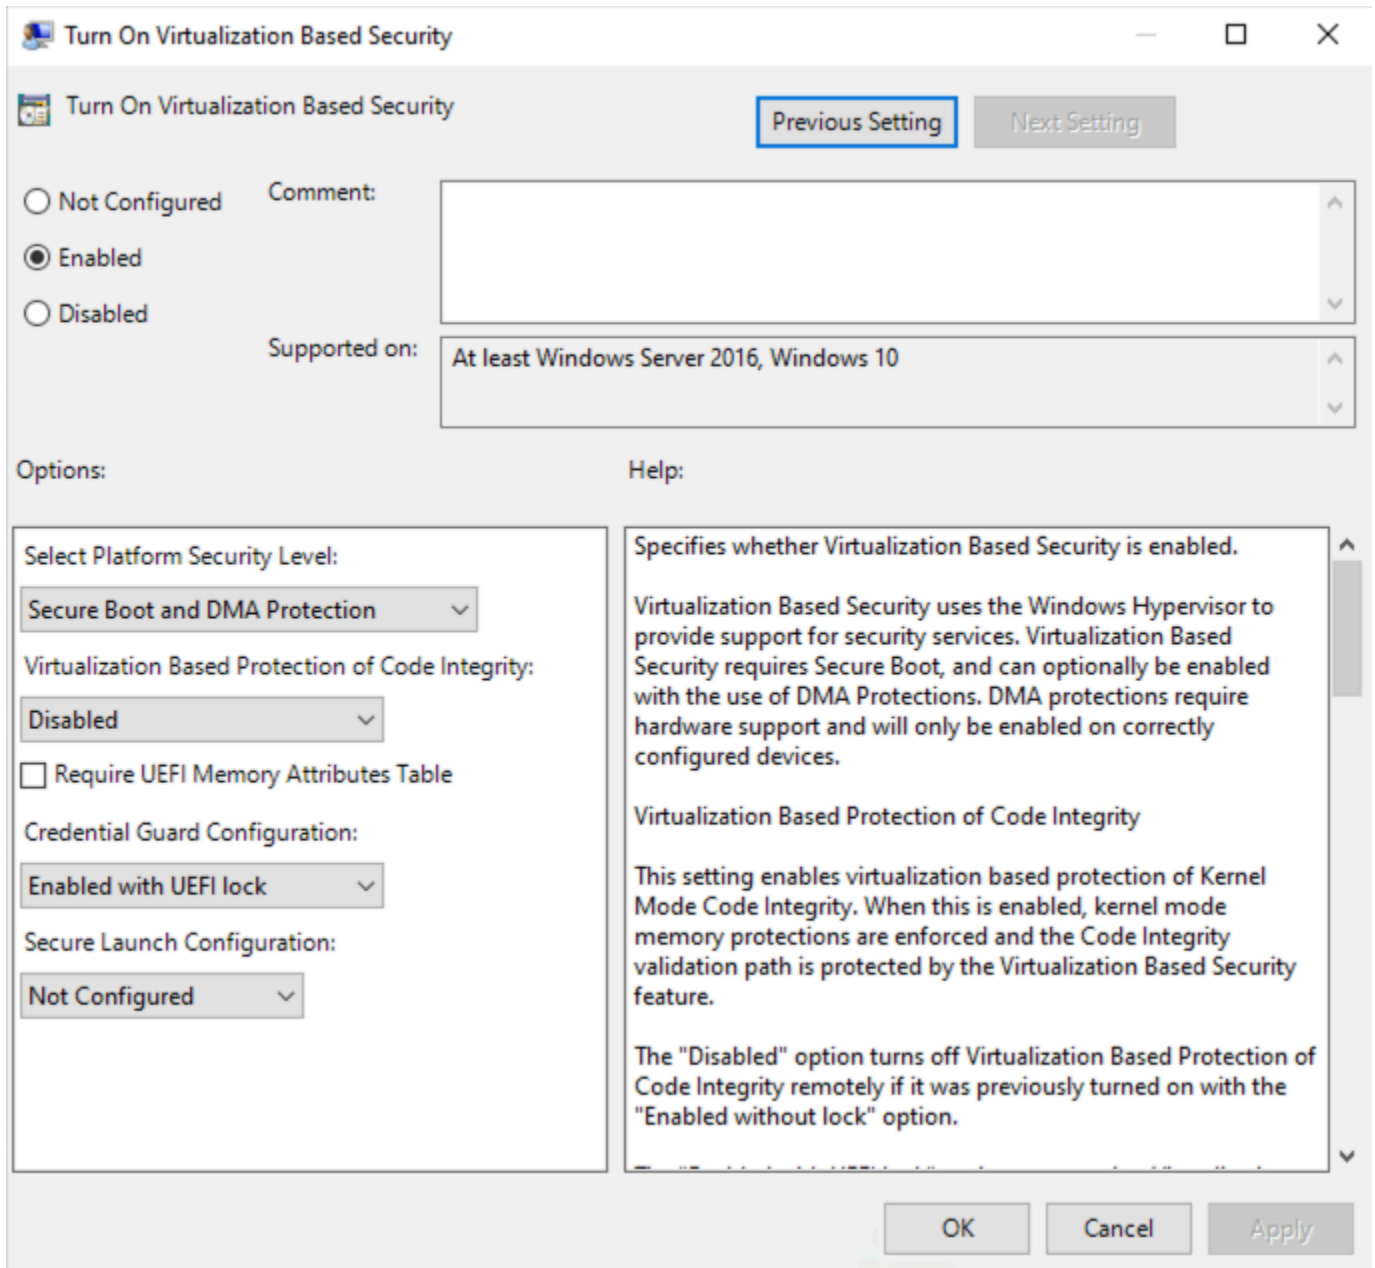 Turn On Virtualization Based Security
Turn On Virtualization Based Security
Previous Setting
Next Setting
Not Configured
Comment:
Enabled
Disabled
Supported on:
At least Windows Server 2016, Windows 10
Options:
Help:
Select Platform Security Level:
Secure Boot and DMA Protection
Virtualization Based Protection of Code Integrity:
Disabled
Require UEFI Memory Attributes Table
Credential Guard Configuration:
Enabled with UEFI lock
Secure Launch Configuration:
Not Configured
Specifies whether Virtualization Based Security is enabled.
Virtualization Based Security uses the Windows Hypervisor to
provide support for security services. Virtualization Based
Security requires Secure Boot, and can optionally be enabled
with the use of DMA Protections. DMA protections require
hardware support and will only be enabled on correctly
configured devices.
Virtualization Based Protection of Code Integrity
This setting enables virtualization based protection of Kernel
Mode Code Integrity. When this is enabled, kernel mode
memory protections are enforced and the Code Integrity
validation path is protected by the Virtualization Based Security
feature.
The "Disabled" option turns off Virtualization Based Protection of
Code Integrity remotely if it was previously turned on with the
"Enabled without lock" option.
OK
Cancel
Apply